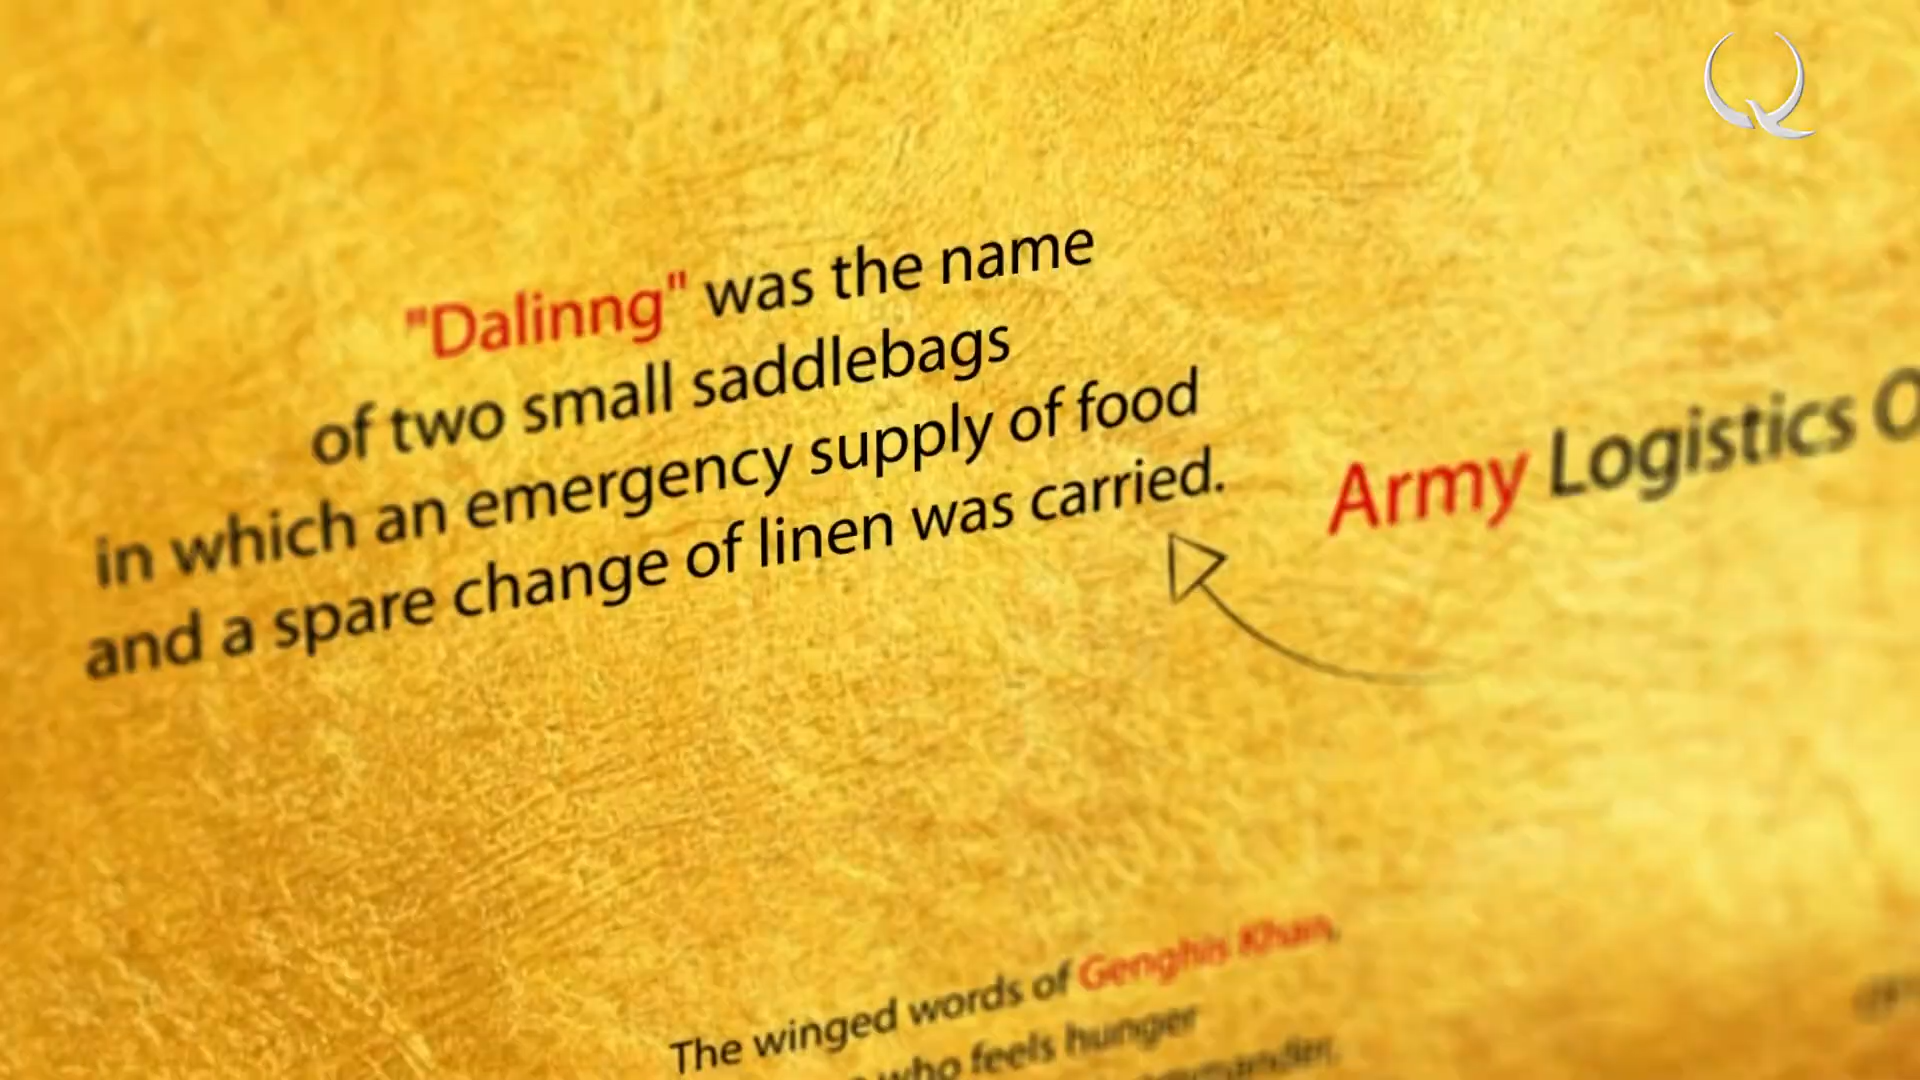 "Dalinng" was the name
of two small saddlebags
in which an emergency supply of food
and a spare change of linen was carried.
Army Logistics O
The winged words of Genghis Khan,
who feels hunger